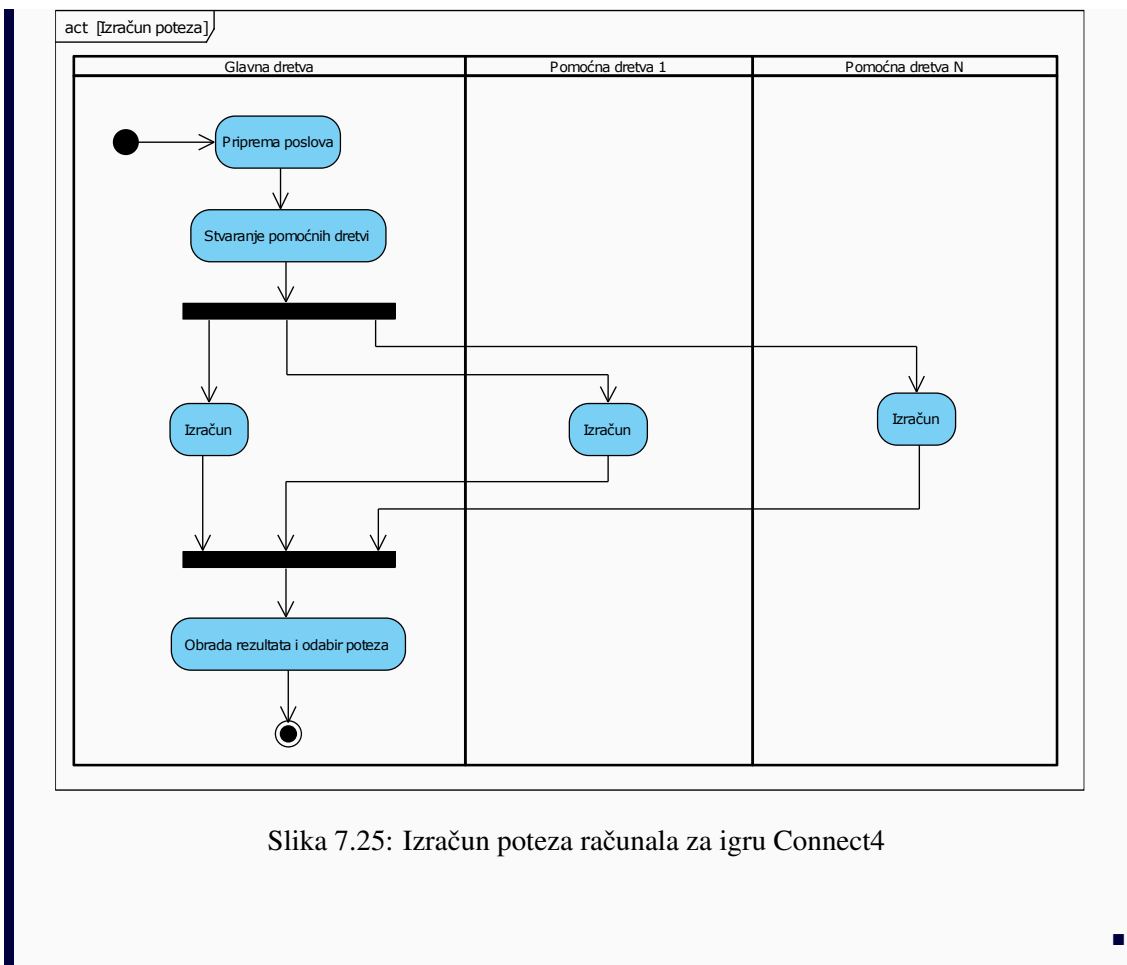 act [Izračun poteza]
Glavna dretva
Pomoćna dretva 1
Pomoćna dretva N
Priprema poslova
Stvaranje pomoćnih dretvi
Izračun
Izračun
Izračun
Obrada rezultata i odabir poteza
Slika 7.25: Izračun poteza računala za igru Connect4